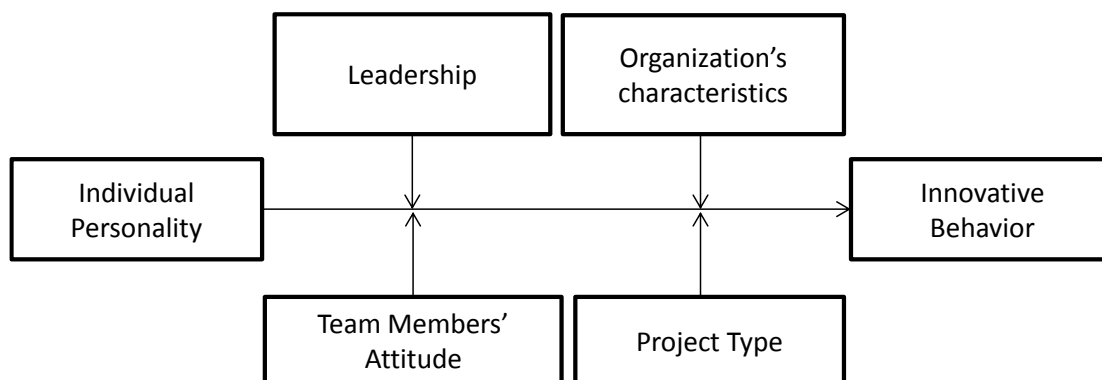 Leadership
Organization’s
characteristics
Individual
Personality
Innovative
Behavior
Team Members’
Attitude
Project Type